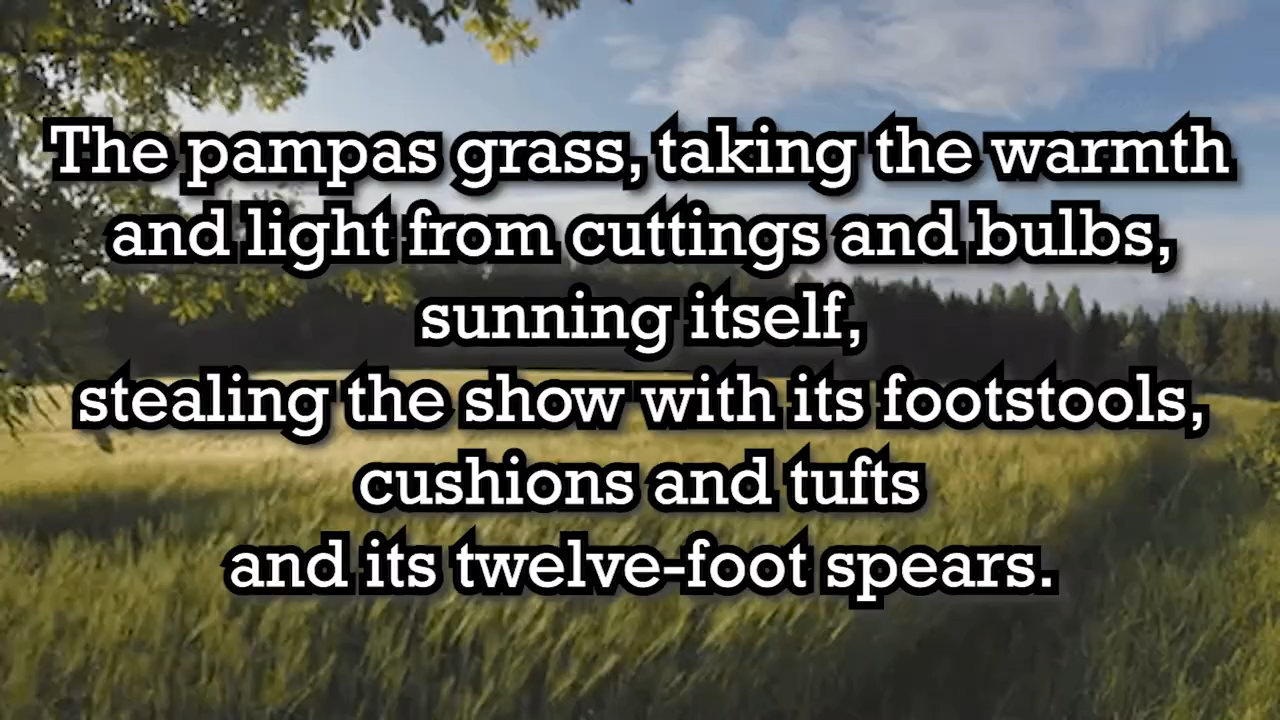 The pampas grass, taking the warmth
and light from cuttings and bulbs,
sunning itself,
stealing the show with its footstools,
cushions and tufts
and its twelve-foot spears.